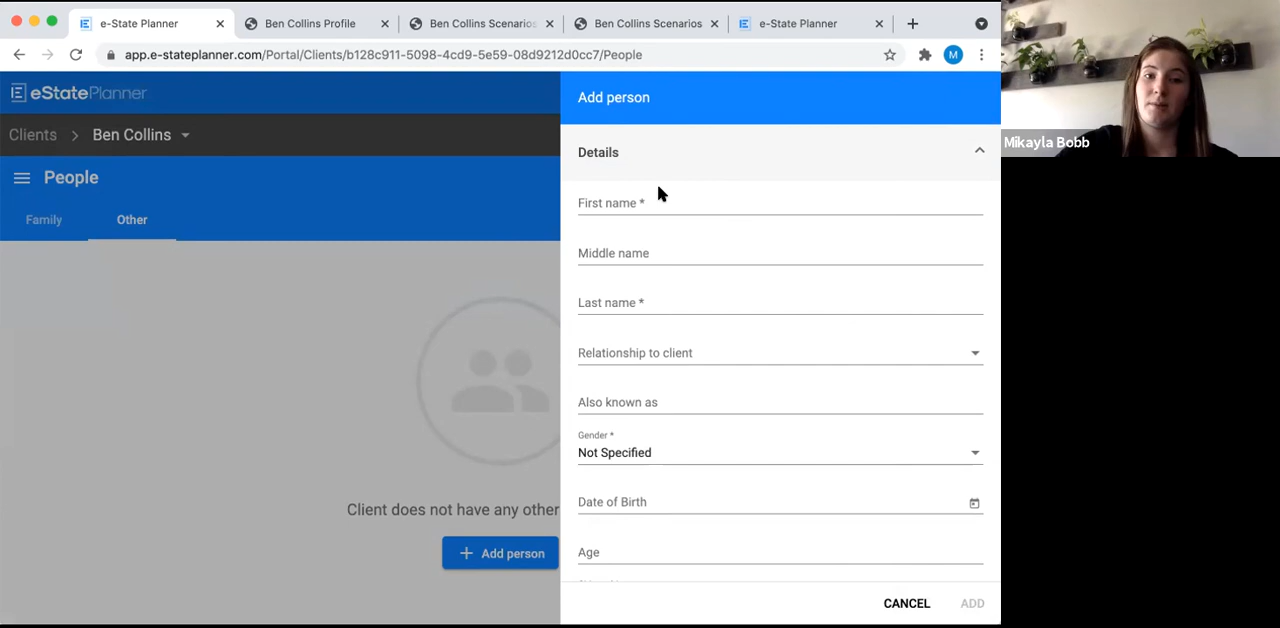 e-State Planner
Ben Collins Profile
Ben Collins Scenarios
Ben Collins Scenarios
e-State Planner
app.e-stateplanner.com/Portal/Clients/b128c911-5098-4cd9-5e59-08d9212d0cc7/People
M
eStatePlanner
Clients > Ben Collins
People
Family
Other
Client does not have any other
+ Add person
Add person
Details
First name *
Middle name
Last name *
Relationship to client
Also known as
Gender *
Not Specified
Date of Birth
Age
CANCEL
ADD
Mikayla Bobb